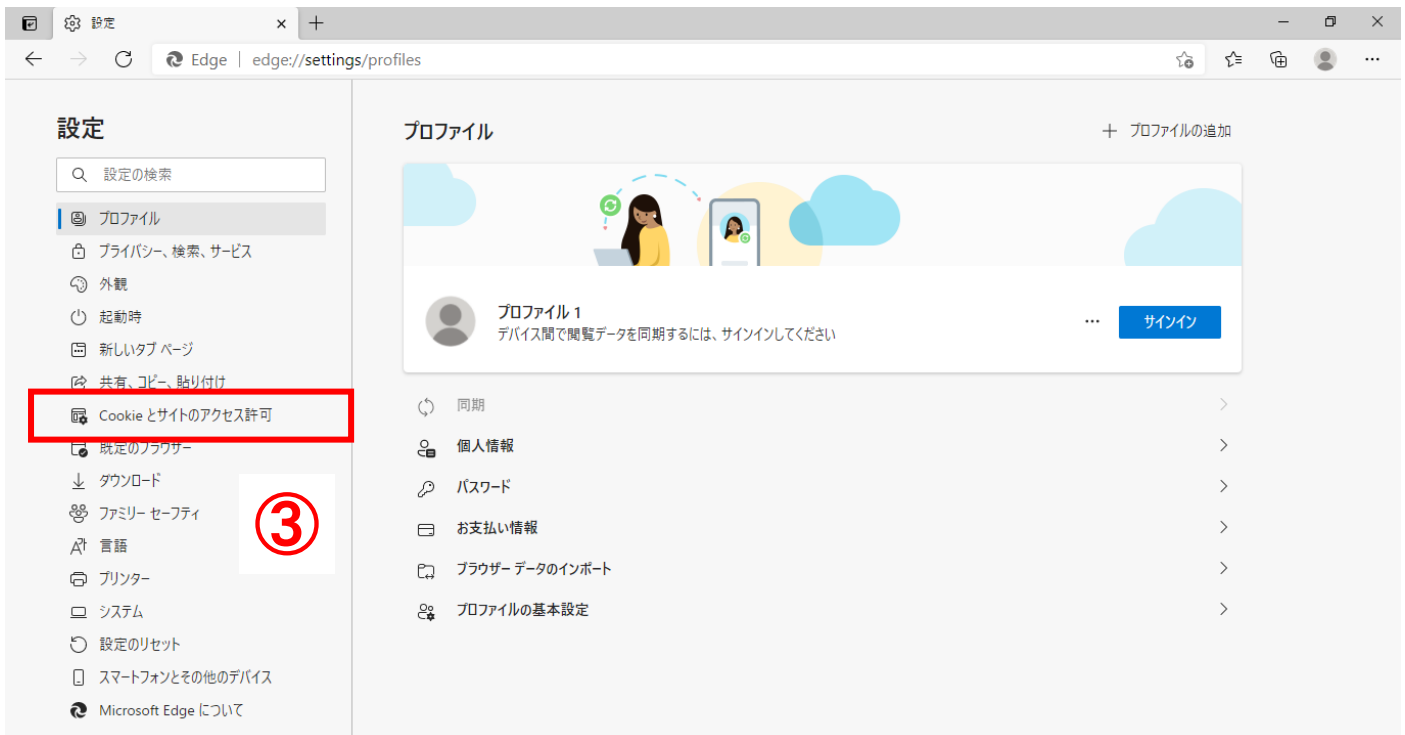 設定
Edge | edge://settings/profiles
設定
設定の検索
プロファイル
プライバシー、検索、サービス
外観
起動時
新しいタブ ページ
共有、コピー、貼り付け
Cookie とサイトのアクセス許可
既定のブラウザー
ダウンロード
ファミリー セーフティ
言語
プリンター
システム
設定のリセット
スマートフォンとその他のデバイス
Microsoft Edge について
③
プロファイル
プロファイルの追加
プロファイル 1
デバイス間で閲覧データを同期するには、サインインしてください
サインイン
同期
個人情報
パスワード
お支払い情報
ブラウザー データのインポート
プロファイルの基本設定